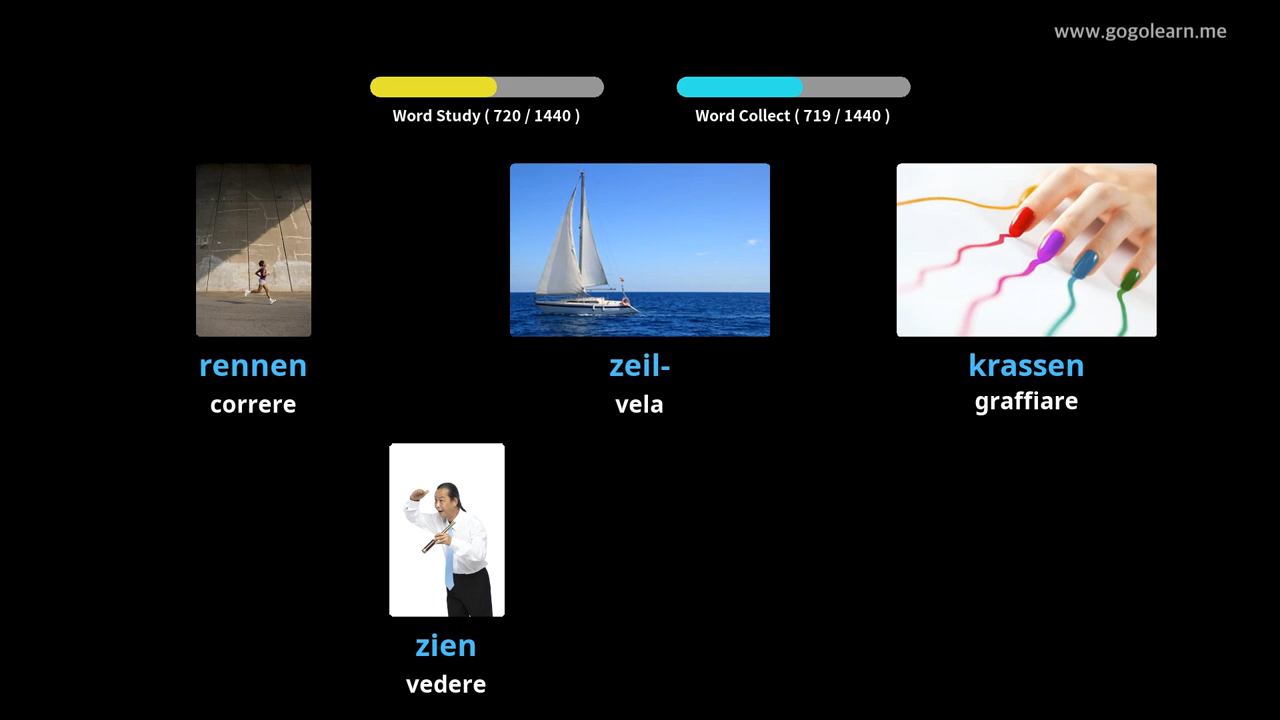 www.gogolearn.me
Word Study ( 720 / 1440 )
Word Collect ( 719 / 1440 )
rennen
correre
zeil-
vela
krassen
graffiare
zien
vedere